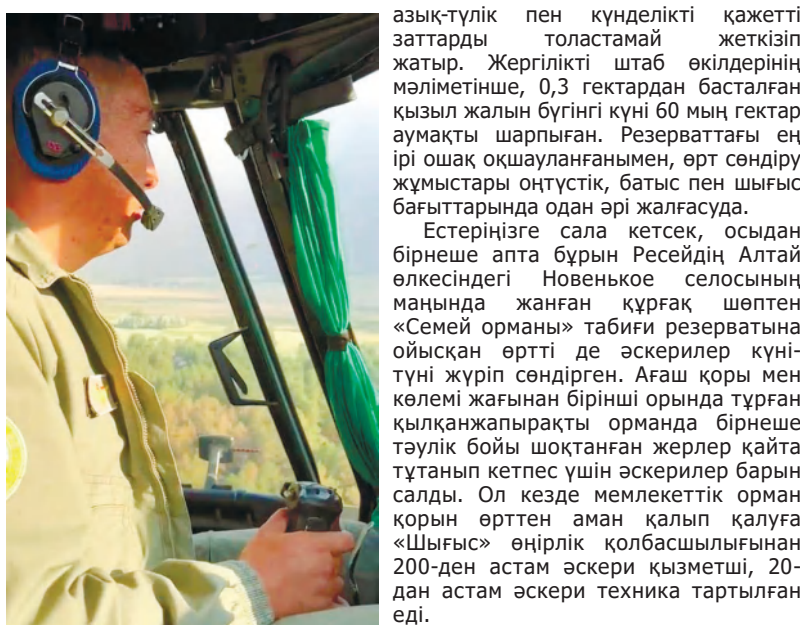 азық-түлік пен күнделікті қажетті
заттарды толастамай жеткізіп
жатыр. Жергілікті штаб өкілдерінің
мәліметінше, 0,3 гектардан басталған
қызыл жалын бүгінгі күні 60 мың гектар
аумақты шарпыған. Резерваттағы ең
ірі ошақ оқшауланғанымен, өрт сөндіру
жұмыстары оңтүстік, батыс пен шығыс
бағыттарында одан әрі жалғасуда.
Естеріңізге сала кетсек, осыдан
бірнеше апта бұрын Ресейдің Алтай
өлкесіндегі Новенькое селосының
маңында жанған құрғақ шөптен
«Семей орманы» табиғи резерватына
ойысқан өртті де әскерилер күні-
түні жүріп сөндірген. Ағаш қоры мен
көлемі жағынан бірінші орында тұрған
қылқанжапырақты орманда бірнеше
тәулік бойы шоқтанған жерлер қайта
тұтанып кетпес үшін әскерилер барын
салды. Ол кезде мемлекеттік орман
қорын өрттен аман қалып қалуға
«Шығыс» өңірлік қолбасшылығынан
200-ден астам әскери қызметші, 20-
дан астам әскери техника тартылған
еді.